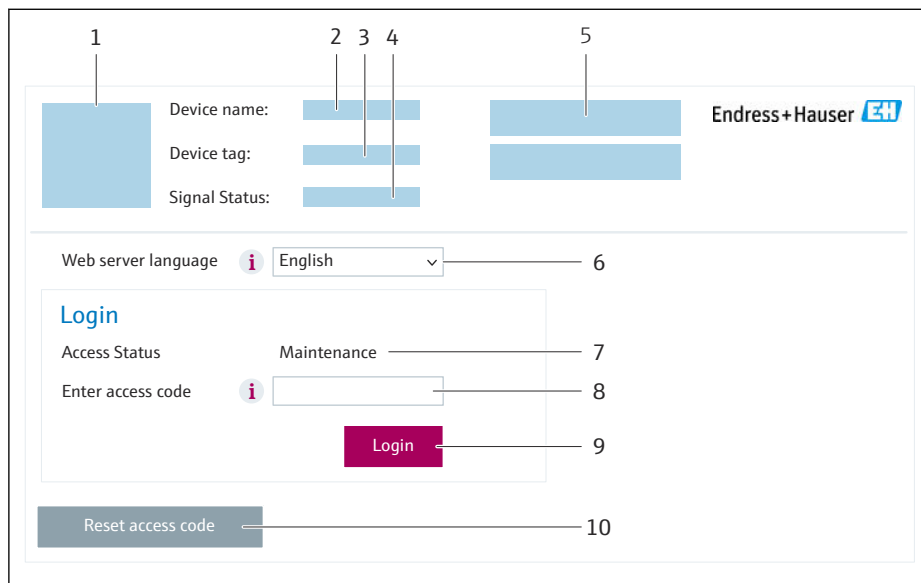 1 2 3 4 5
Device name:
Endress+Hauser EH
Device tag:
Signal Status:
Web server language i English 6
Login
Access Status Maintenance 7
Enter access code i 8
Login 9
Reset access code 10